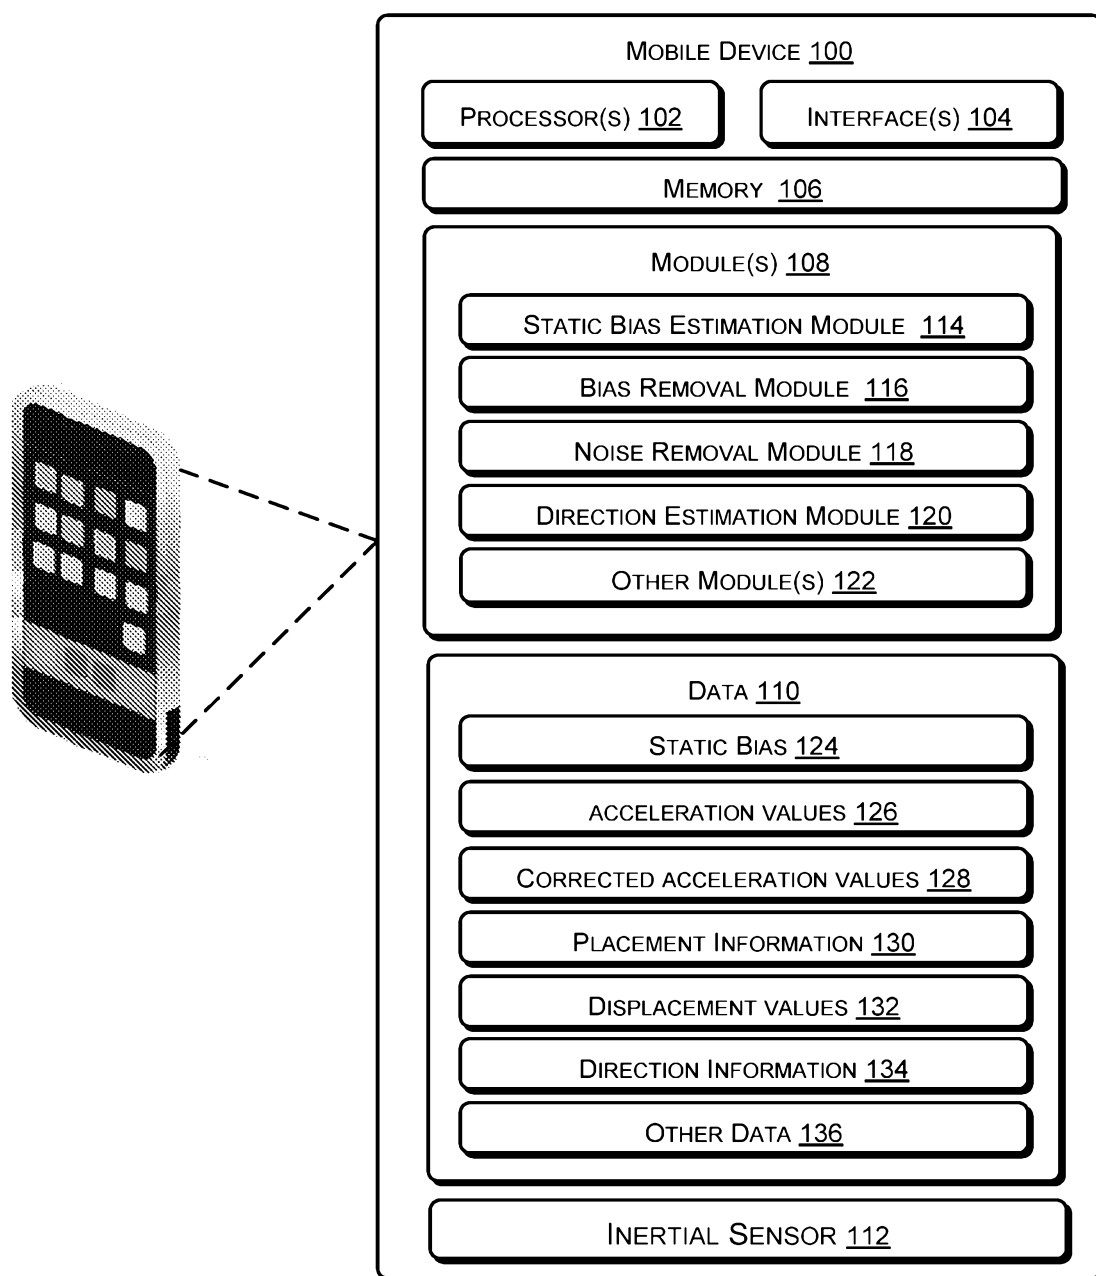 MOBILE DEVICE 100
PROCESSOR(S) 102
INTERFACE(S) 104
MEMORY 106
MODULE(S) 108
STATIC BIAS ESTIMATION MODULE 114
BIAS REMOVAL MODULE 116
NOISE REMOVAL MODULE 118
DIRECTION ESTIMATION MODULE 120
OTHER MODULE(S) 122
DATA 110
STATIC BIAS 124
ACCELERATION VALUES 126
CORRECTED ACCELERATION VALUES 128
PLACEMENT INFORMATION 130
DISPLACEMENT VALUES 132
DIRECTION INFORMATION 134
OTHER DATA 136
INERTIAL SENSOR 112